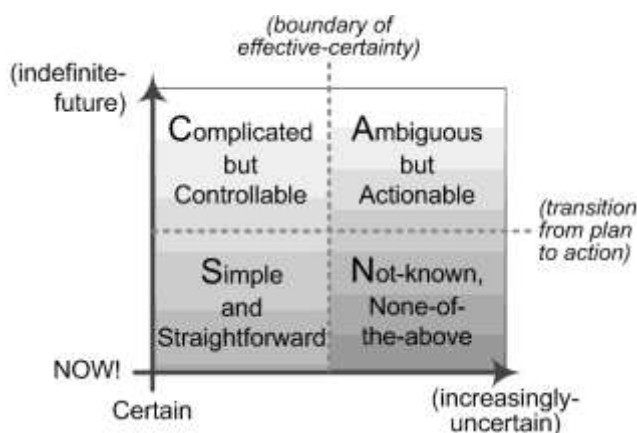 (boundary of
effective-certainty)
(indefinite-
future)
Complicated
but
Controllable
Ambiguous
but
Actionable
(transition
from plan
to action)
Simple
and
Straightforward
Not-known,
None-of-
the-above
NOW!
Certain
(increasingly-
uncertain)